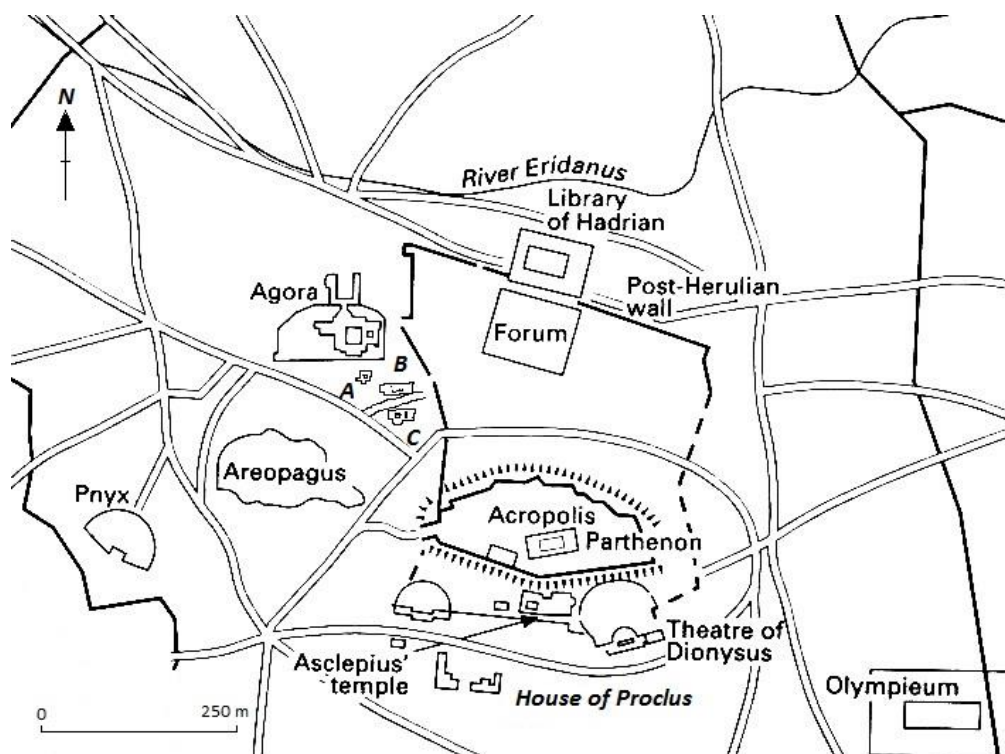 N
River Eridanus
Library
of Hadrian
Agora
Post-Herulian
wall
Forum
B
A
C
Areopagus
Pnyx
Acropolis
Parthenon
Theatre of
Dionysus
Asclepius'
temple
House of Proclus
Olympieum
0 250 m